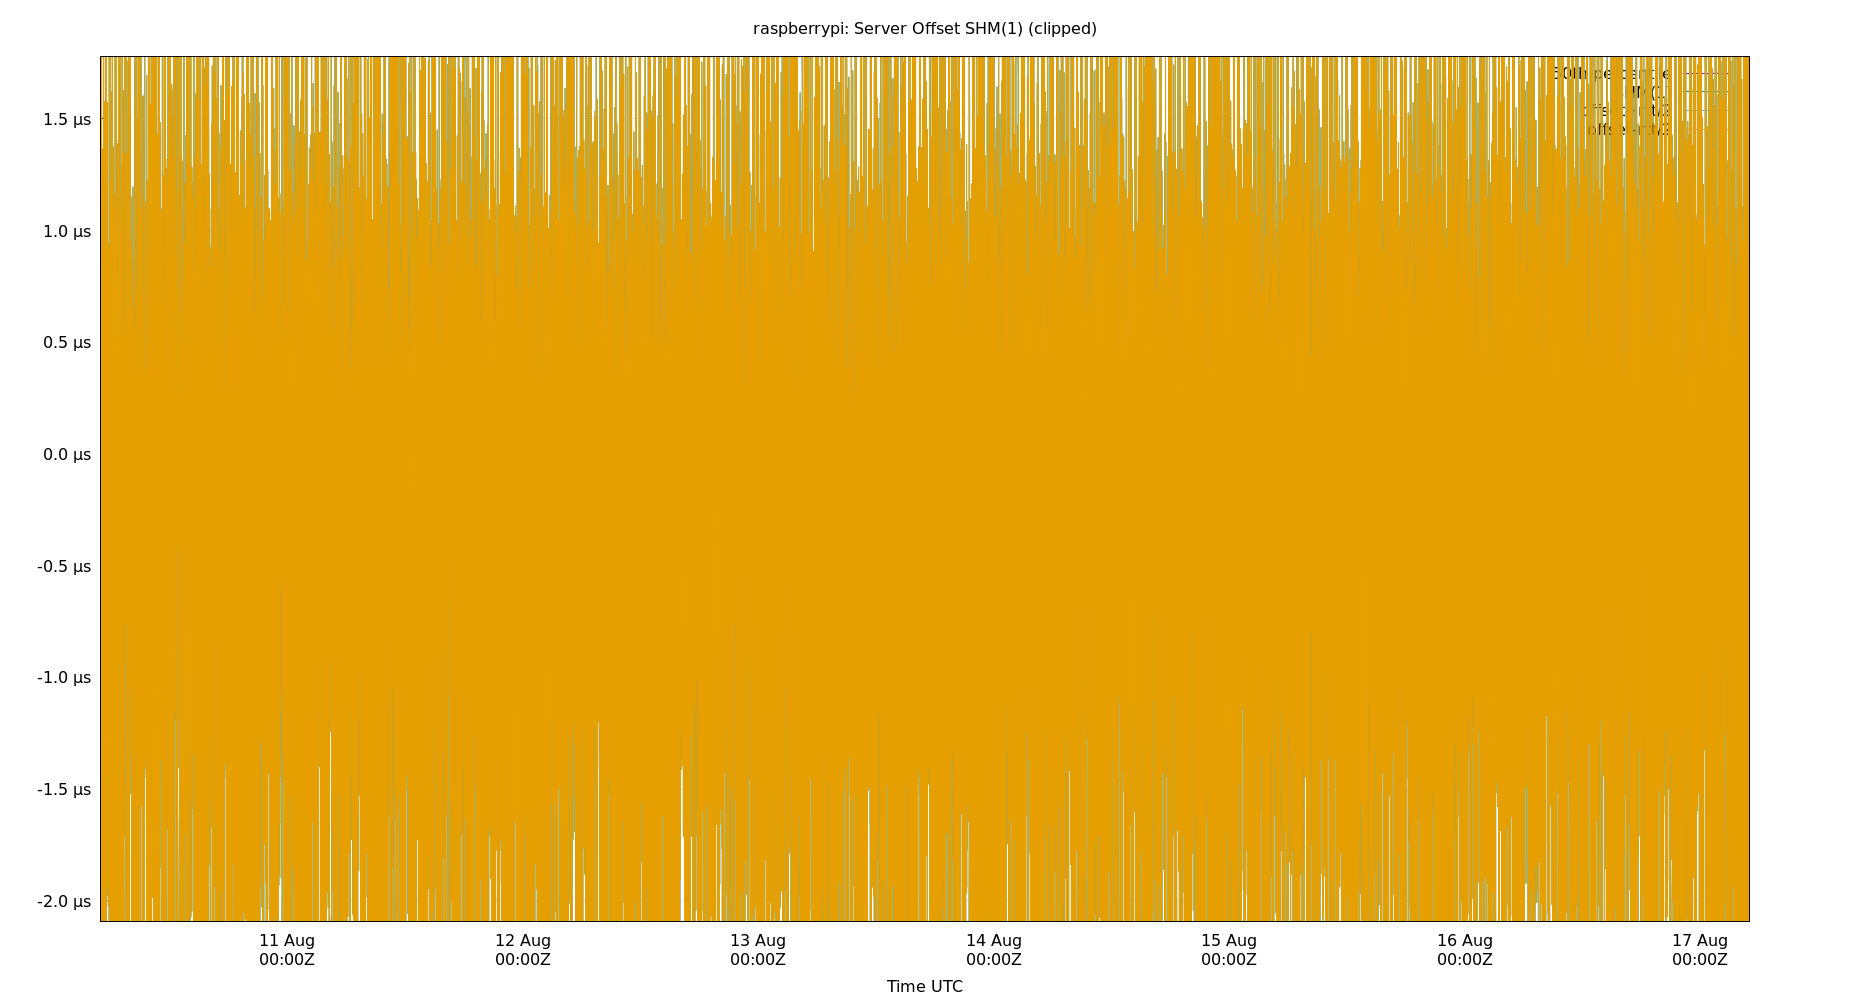 raspberrypi: Server Offset SHM(1) (clipped)
1.5 µs
1.0 µs
0.5 µs
0.0 µs
-0.5 µs
-1.0 µs
-1.5 µs
-2.0 µs
11 Aug 12 Aug 13 Aug 14 Aug 15 Aug 16 Aug 17 Aug
00:00Z 00:00Z 00:00Z 00:00Z 00:00Z 00:00Z 00:00Z
Time UTC